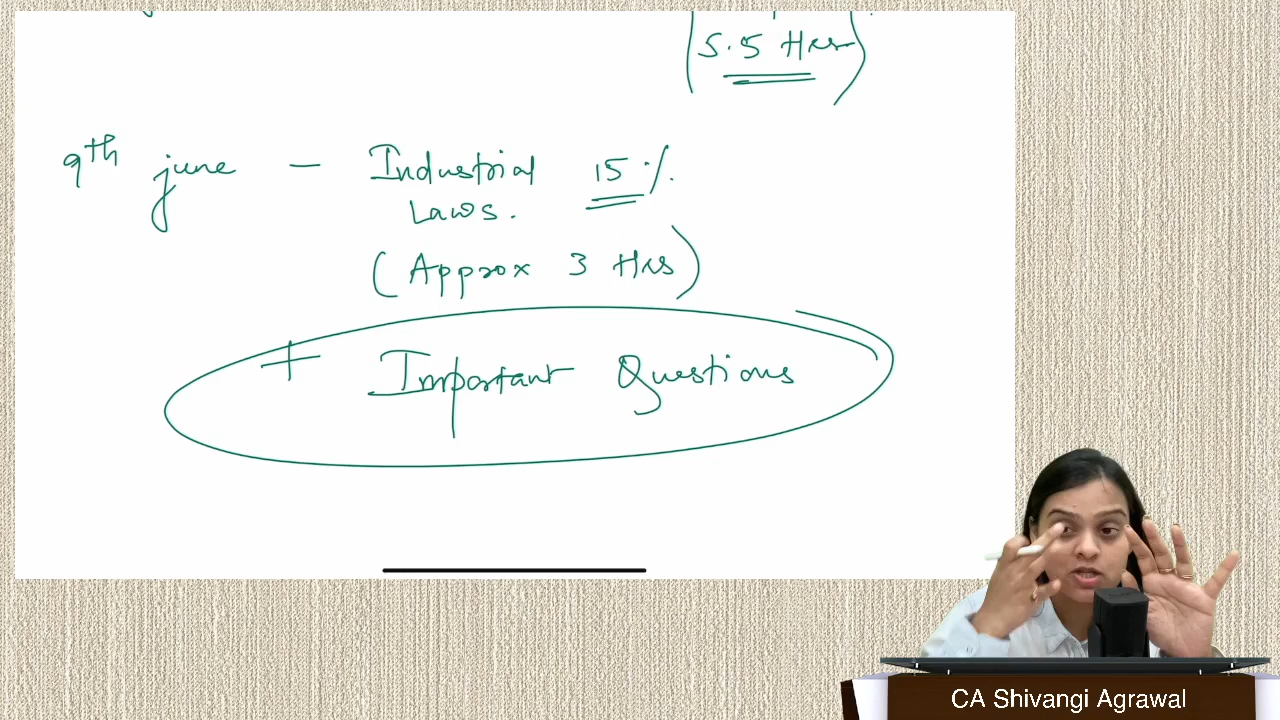 (5.5 Hrs)
9th june - Industrial 15%
Laws.
(Approx 3 Hrs)
+ Important Questions
CA Shivangi Agrawal